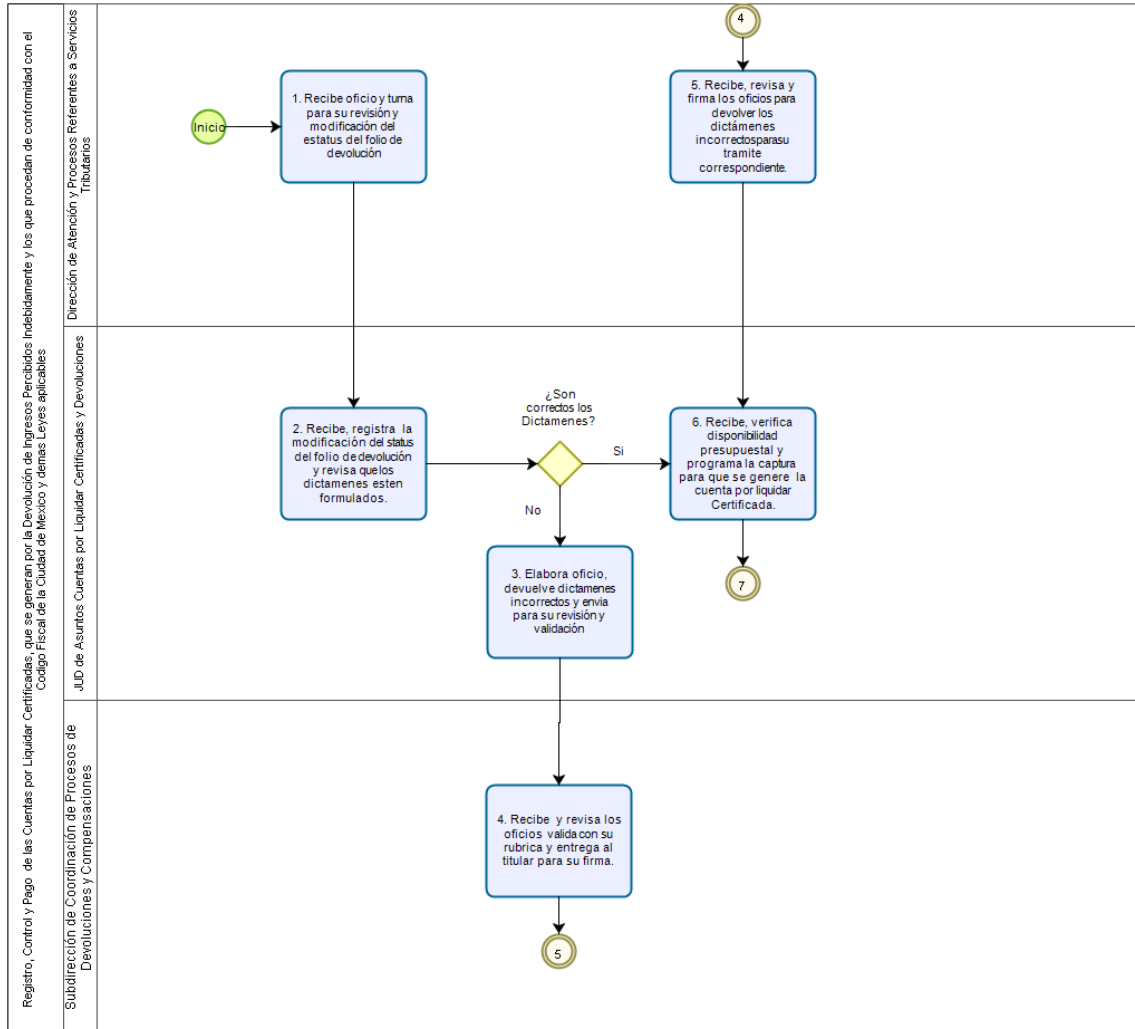 Registro, Control y Pago  de las Cuentas por Liquidar Certificadas, que se generan por la Devolución de Ingresos Percibidos Indebidamente y los que procedan de conformidad con el
Codigo Fiscal de la Ciudad de Mexico y demas Leyes aplicables
Dirección de Atención y Procesos Referentes a Servicios
Tributarios
Inicio
1. Recibe oficio y turna
para su revisión y
modificación del
estatus del folio de
devolución
4
5. Recibe, revisa y
firma los oficios para
devolver los
dictámenes
incorrectosparasu
tramite
correspondiente.
JUD de Asuntos Cuentas por Liquidar Certificadas y Devoluciones
2. Recibe, registra  la
modificación del status
del folio de devolución
y revisa que los
dictamenes esten
formulados.
¿Son
correctos los
Dictamenes?
Si
No
6. Recibe, verifica
disponibilidad
presupuestal y
programa la captura
para que se genere  la
cuenta por liquidar
Certificada.
3. Elabora oficio,
devuelve dictamenes
incorrectos y envia
para su revisión y
validación
7
Subdirección de Coordinación de Procesos de
Devoluciones y Compensaciones
4. Recibe  y revisa los
oficios valida con su
rubrica y entrega al
titular para su firma.
5